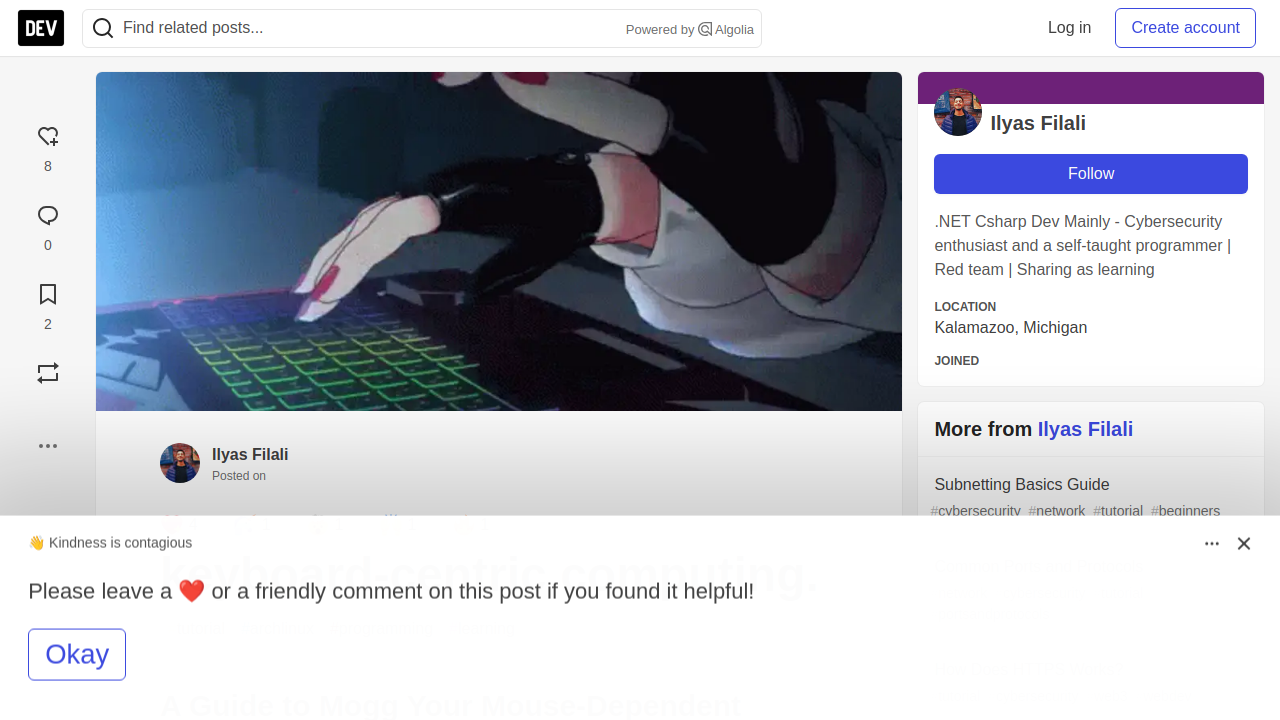 DEV
Find related posts...
Powered by Algolia
Log in
Create account
8
0
2
Ilyas Filali
Follow
.NET Csharp Dev Mainly - Cybersecurity
enthusiast and a self-taught programmer |
Red team | Sharing as learning
LOCATION
Kalamazoo, Michigan
JOINED
More from Ilyas Filali
Subnetting Basics Guide
#cybersecurity #network #tutorial #beginners
Ilyas Filali
Posted on
keyboard-centric computing.
A Guide to Mogg Your Mouse-Dependent
👋 Kindness is contagious
Please leave a ❤️ or a friendly comment on this post if you found it helpful!
Okay